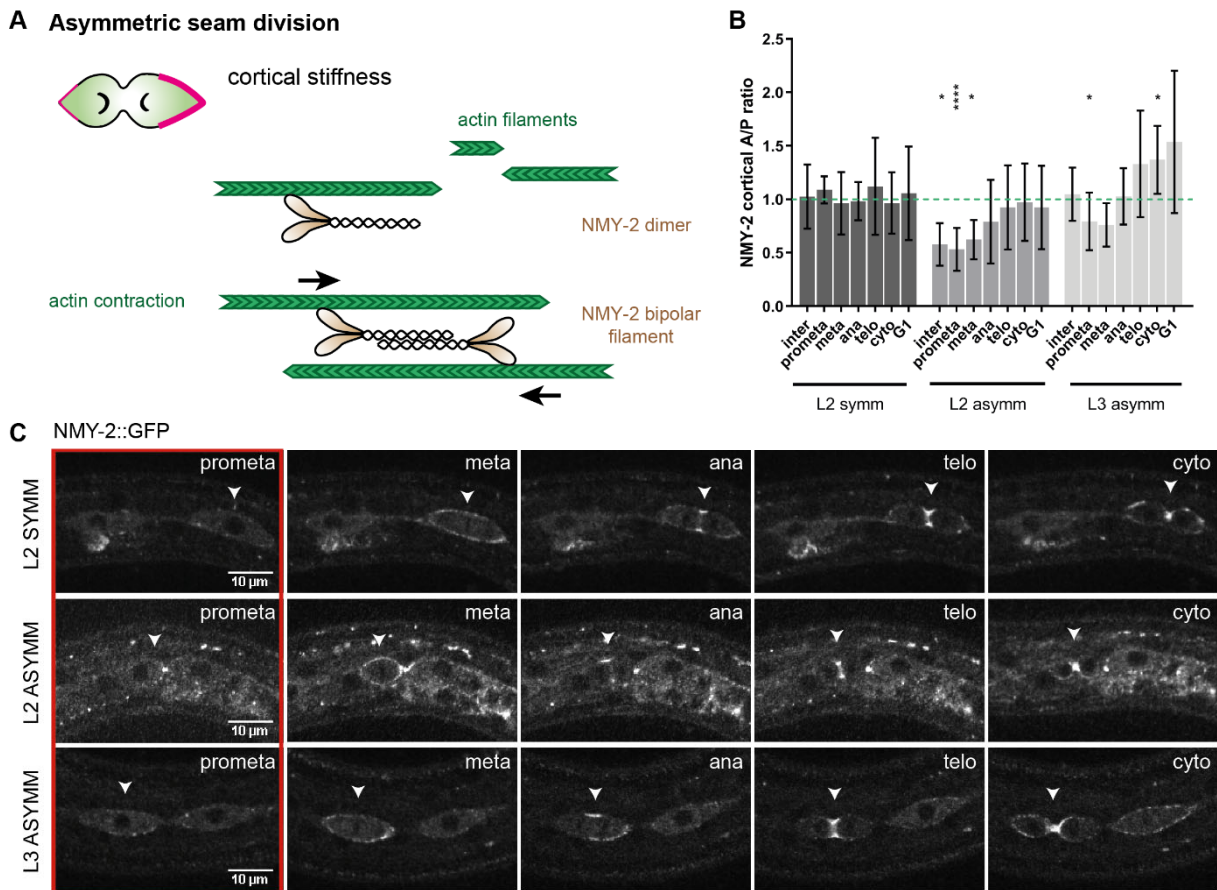 A Asymmetric seam division
cortical stiffness
actin filaments
NMY-2 dimer
actin contraction
NMY-2 bipolar
filament
B
NMY-2 cortical A/P ratio
2.5
2.0
1.5
1.0
0.5
0.0
* **** * * *
inter prometa meta ana telo cyto G1 inter prometa meta ana telo cyto G1 inter prometa meta ana telo cyto G1
L2 symm L2 asymm L3 asymm
C NMY-2::GFP
L2 SYMM
prometa meta ana telo cyto
10 µm
L2 ASYMM
prometa meta ana telo cyto
10 µm
L3 ASYMM
prometa meta ana telo cyto
10 µm